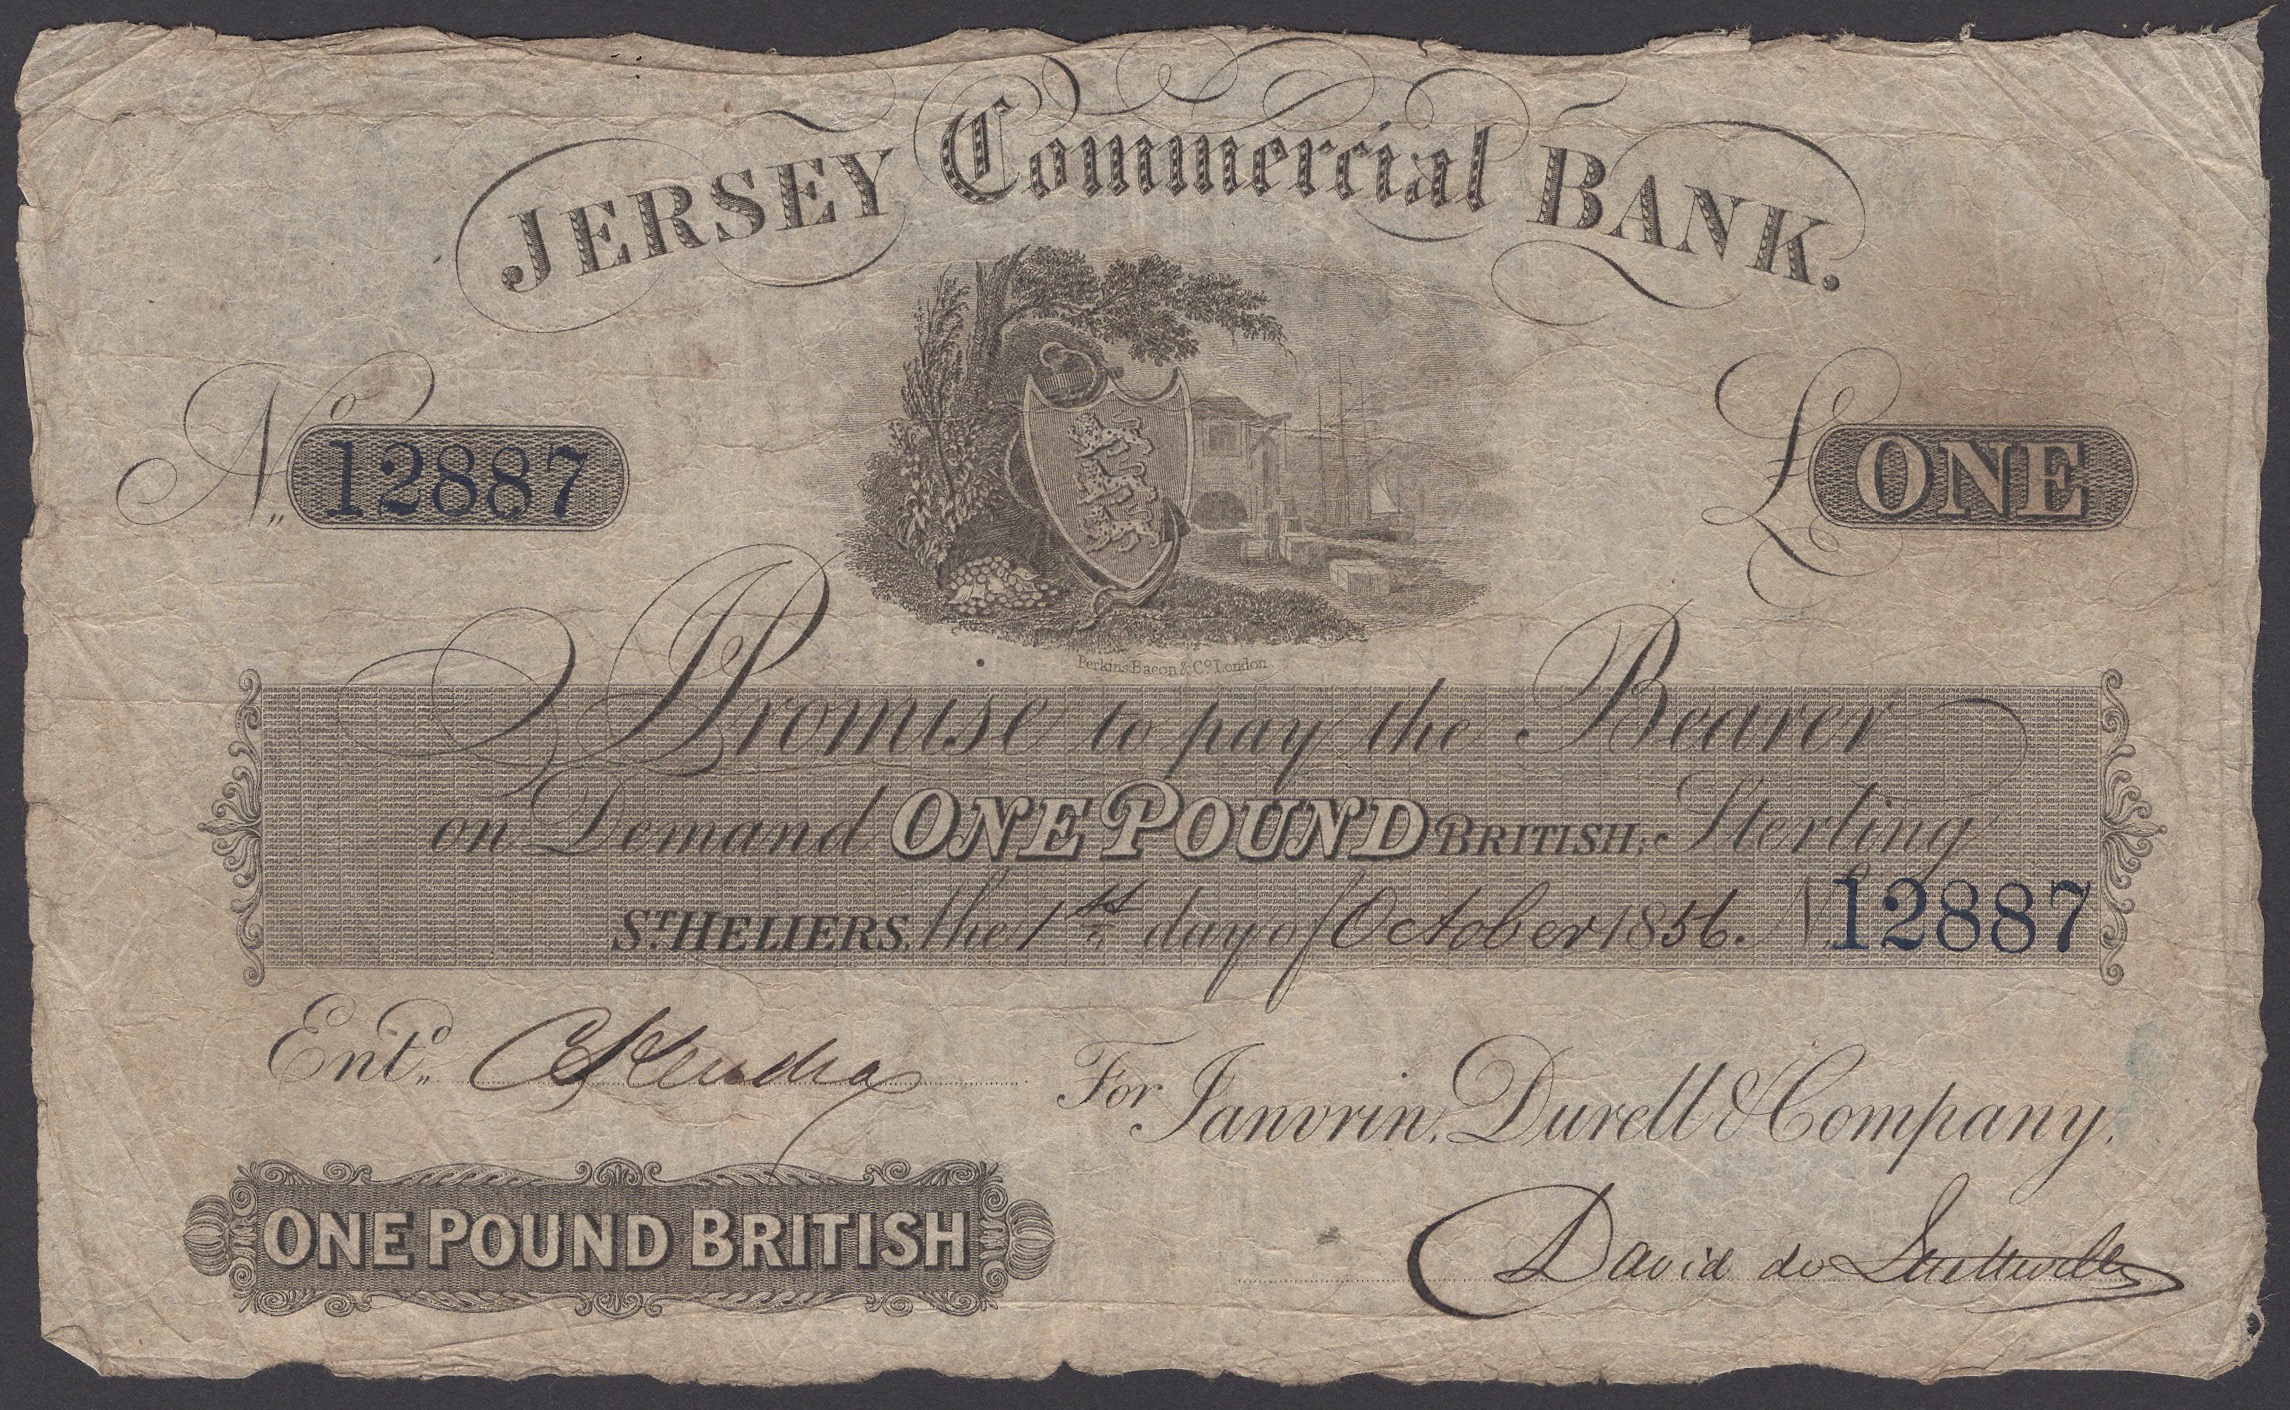 JERSEY Commercial BANK.
No. 12887
£ ONE
Perkins Bacon & Co. London.
Promise to pay the Bearer
on Demand ONE POUND BRITISH, Sterling
ST. HELIERS, the 1st day of October 1856. No. 12887
Entd.
For Janvrin, Durell & Company.
ONE POUND BRITISH
David de